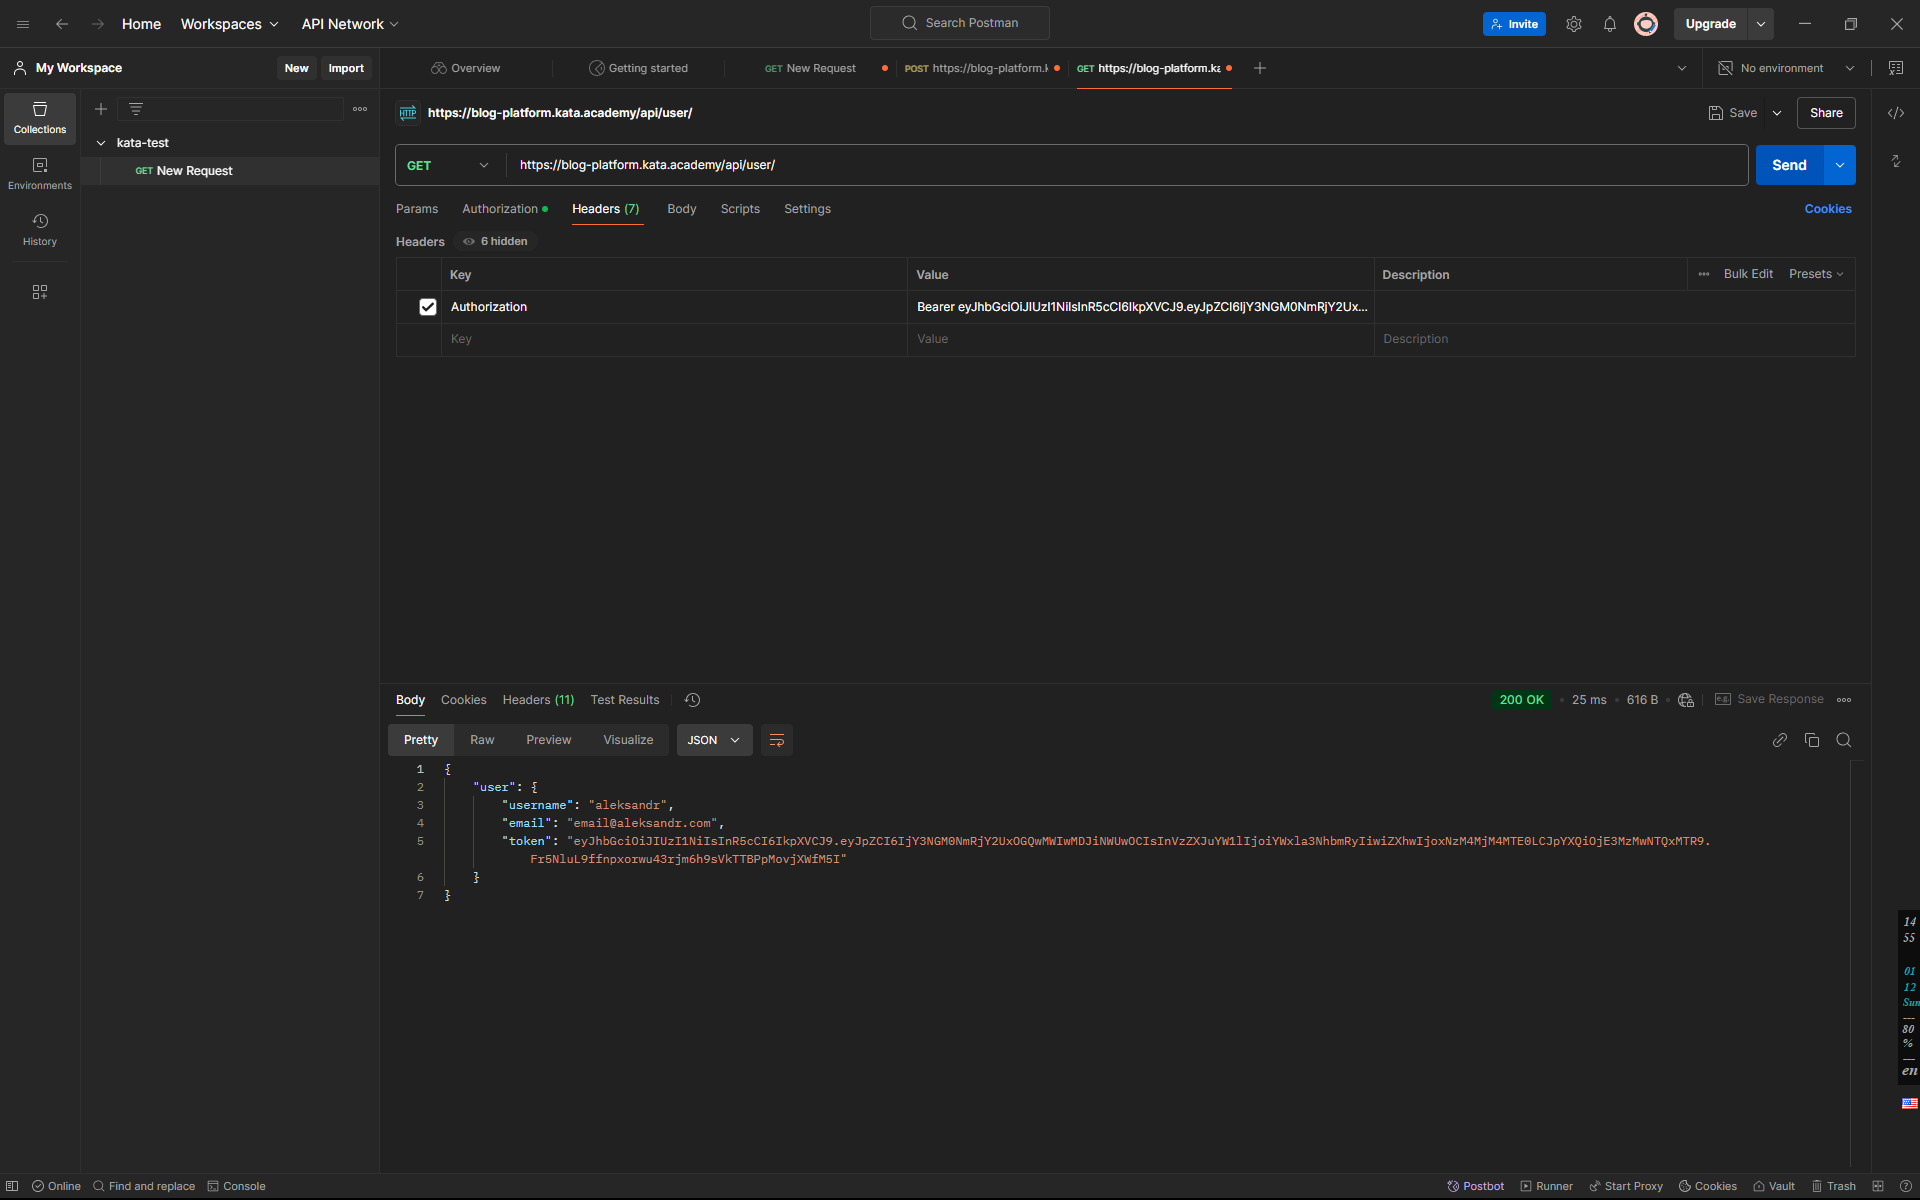 Home Workspaces API Network Search Postman Invite Upgrade
My Workspace New Import Overview Getting started GET New Request POST https://blog-platform.k GET https://blog-platform.ka No environment
Collections
kata-test
GET New Request
Environments
History
HTTP https://blog-platform.kata.academy/api/user/ Save Share
GET https://blog-platform.kata.academy/api/user/ Send
Params Authorization Headers (7) Body Scripts Settings Cookies
Headers 6 hidden
Key Value Description Bulk Edit Presets
Authorization Bearer eyJhbGciOiJIUzI1NiIsInR5cCI6IkpXVCJ9.eyJpZCI6IjY3NGM0NmRjY2Ux...
Key Value Description
Body Cookies Headers (11) Test Results 200 OK 25 ms 616 B e.g. Save Response
Pretty Raw Preview Visualize JSON
1 {
2 "user": {
3 "username": "aleksandr",
4 "email": "email@aleksandr.com",
5 "token": "eyJhbGciOiJIUzI1NiIsInR5cCI6IkpXVCJ9.eyJpZCI6IjY3NGM0NmRjY2UxOGQwMWIwMDJiNWUwOCIsInVzZXJuYW1lIjoiYWxla3NhbmRyIiwiZXhwIjoxNzM4MjM4MTE0LCJpYXQiOjE3MzMwNTQxMTR9.
Fr5NluL9ffnpxorwu43rjm6h9sVkTTBPpMovjXWfM5I"
6 }
7 }
14
55
01
12
Sun
---
80
%
—
en
Online Find and replace Console Postbot Runner Start Proxy Cookies Vault Trash